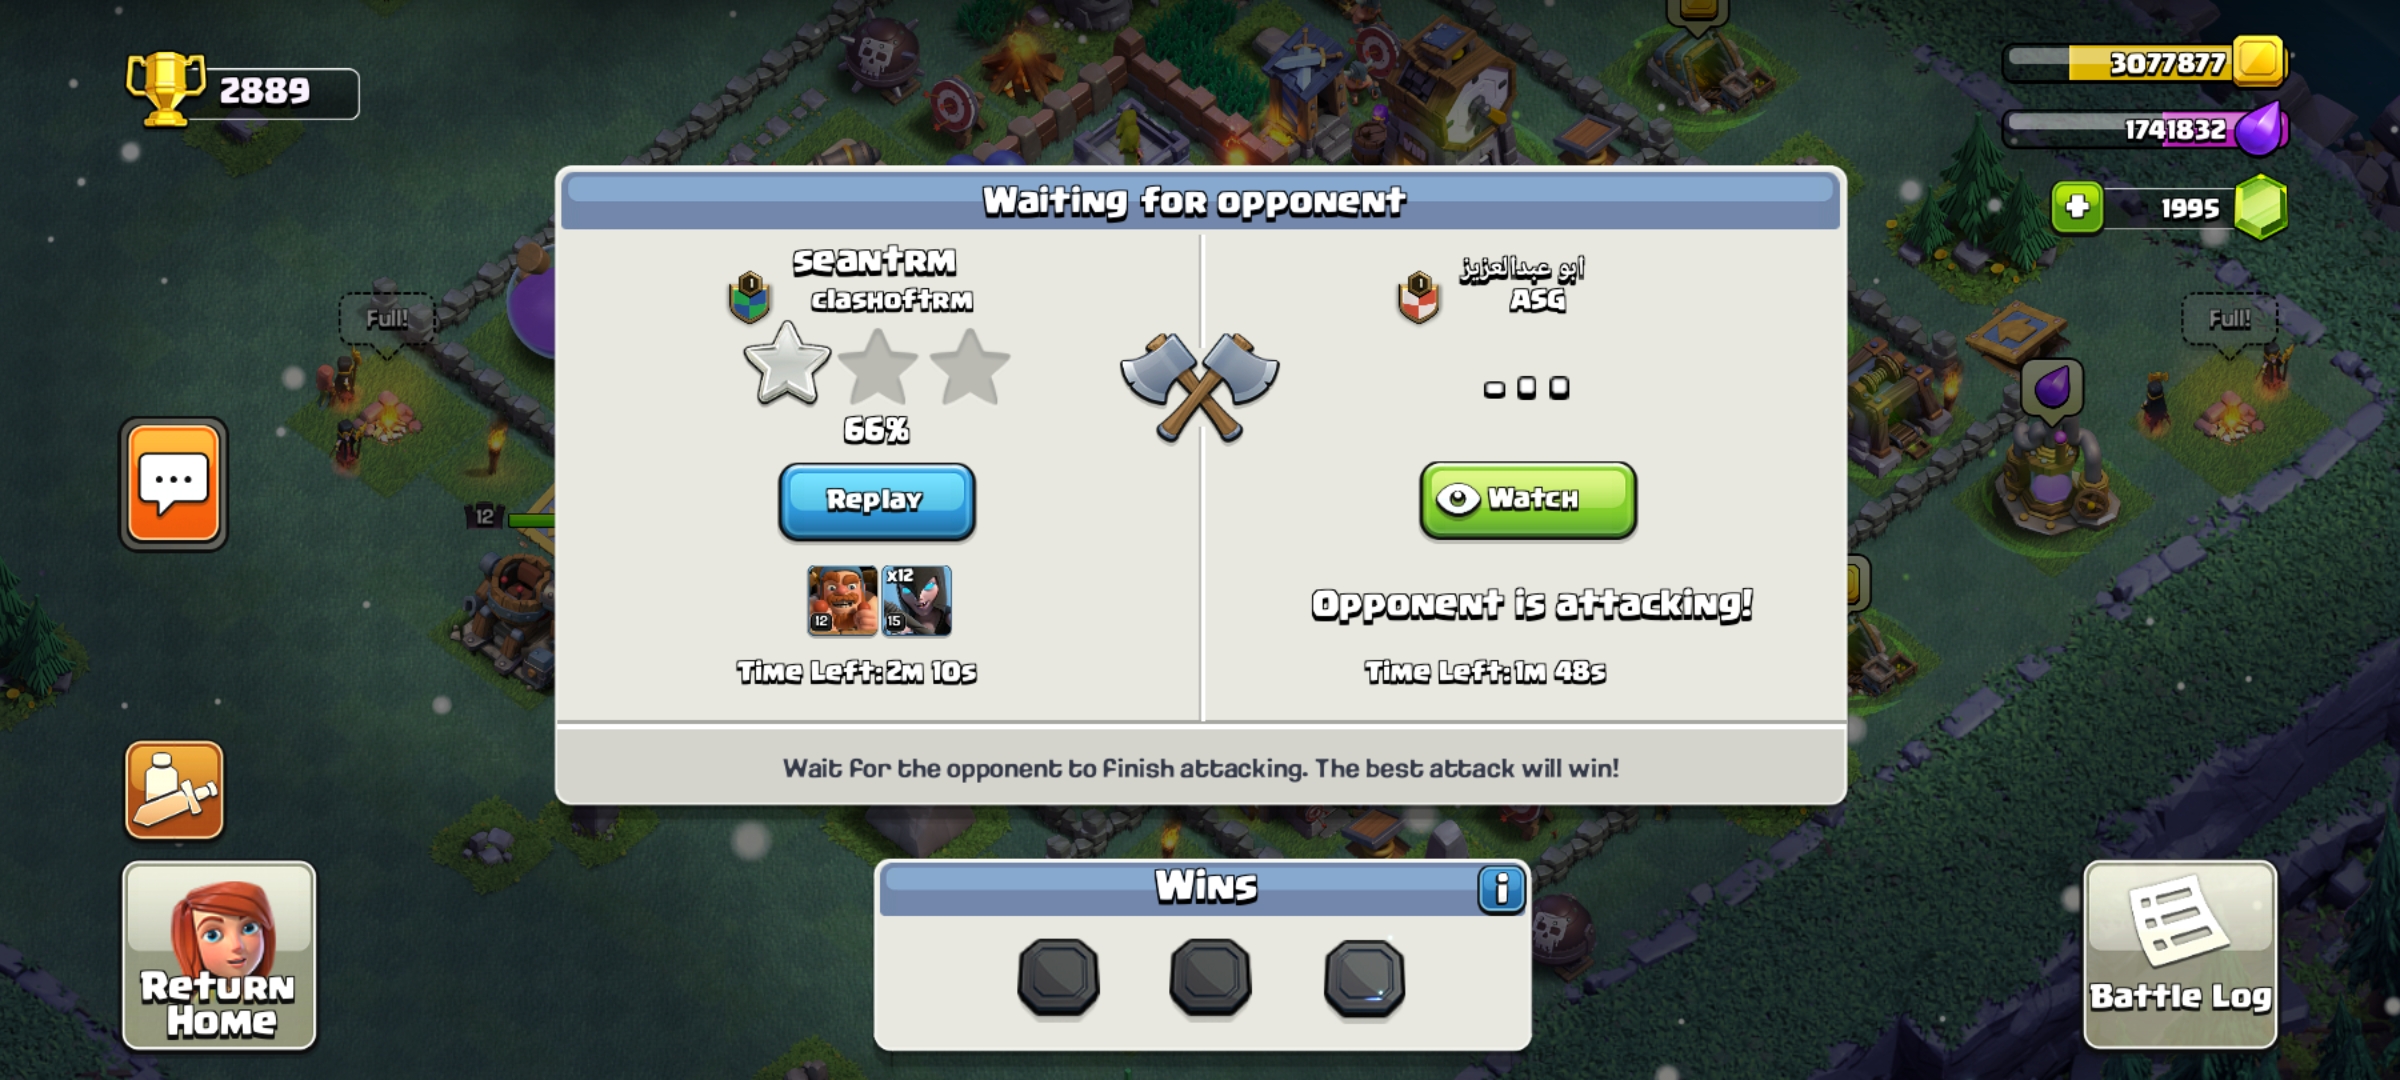 2889
3077877
1741832
1995
Waiting for opponent
seantrm
clashoftrm
1
66%
Replay
x12
12
15
Time Left:2m 10s
ابو عبدالعزيز
ASG
1
Watch
Opponent is attacking!
Time Left:1m 48s
Wait for the opponent to finish attacking. The best attack will win!
Full!
Full!
12
Wins
i
Return
Home
Battle Log